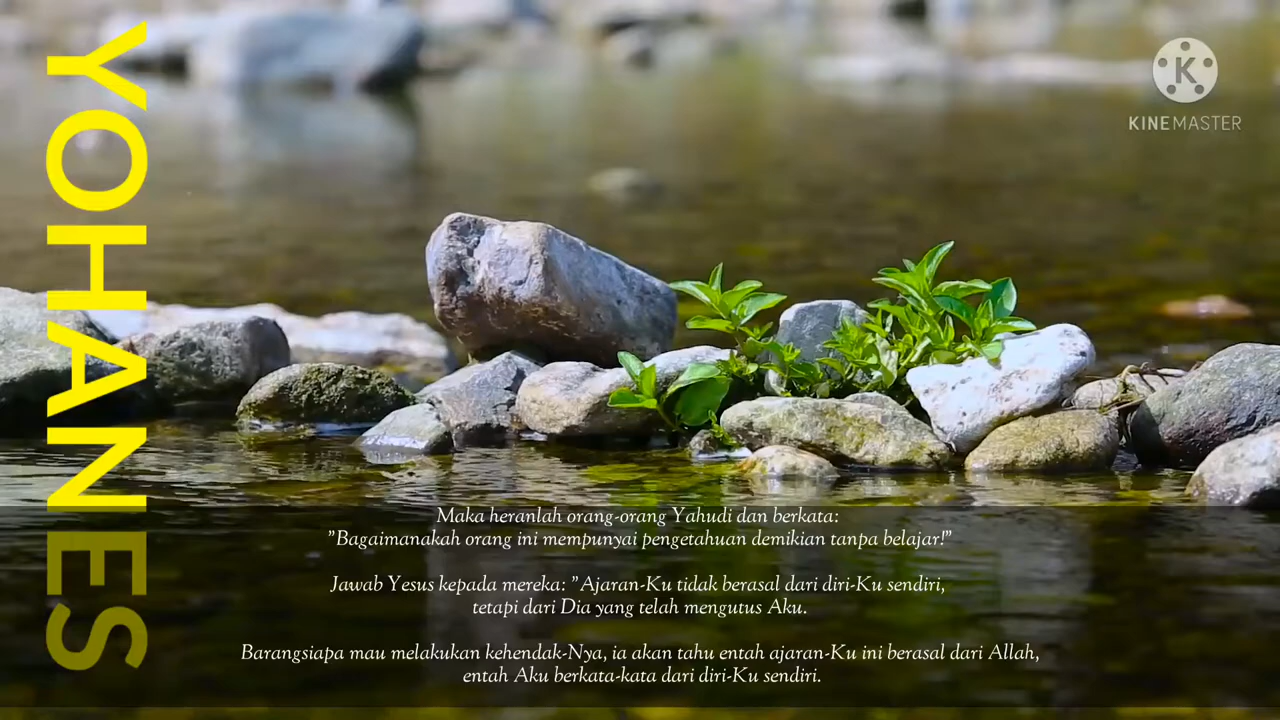 YOHANES
K
KINEMASTER
Maka heranlah orang-orang Yahudi dan berkata:
"Bagaimanakah orang ini mempunyai pengetahuan demikian tanpa belajar!"
Jawab Yesus kepada mereka: "Ajaran-Ku tidak berasal dari diri-Ku sendiri,
tetapi dari Dia yang telah mengutus Aku.
Barangsiapa mau melakukan kehendak-Nya, ia akan tahu entah ajaran-Ku ini berasal dari Allah,
entah Aku berkata-kata dari diri-Ku sendiri.